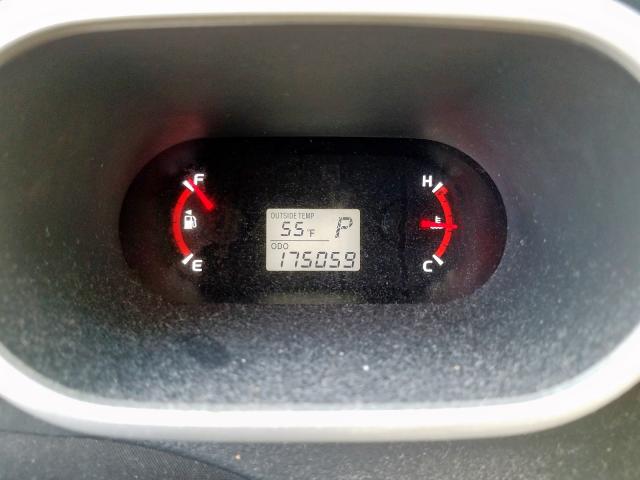 F
H
OUTSIDE TEMP
55°F P
ODO
175059
E
C